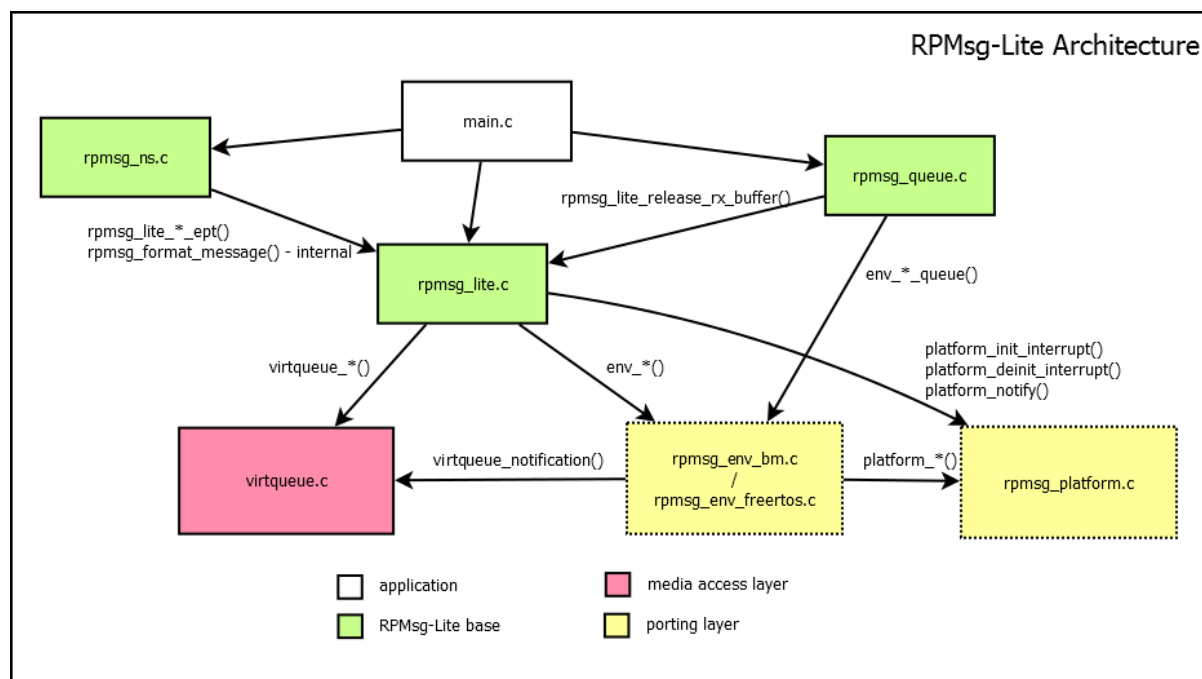 RPMsg-Lite Architecture
main.c
rpmsg_ns.c
rpmsg_queue.c
rpmsg_lite_release_rx_buffer()
rpmsg_lite_*_ept()
rpmsg_format_message() - internal
rpmsg_lite.c
env_*_queue()
virtqueue_*()
env_*()
platform_init_interrupt()
platform_deinit_interrupt()
platform_notify()
virtqueue.c
virtqueue_notification()
rpmsg_env_bm.c
/
rpmsg_env_freertos.c
platform_*()
rpmsg_platform.c
application
media access layer
RPMsg-Lite base
porting layer